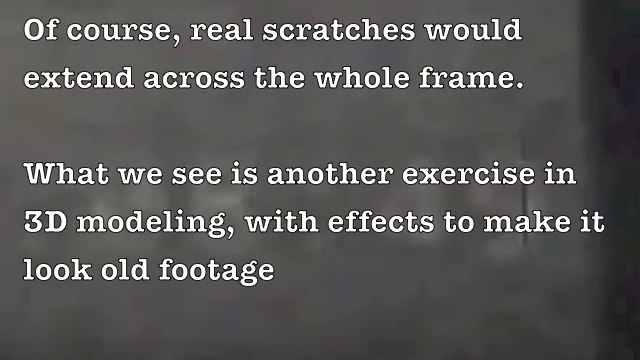 Of course, real scratches would
extend across the whole frame.
What we see is another exercise in
3D modeling, with effects to make it
look old footage